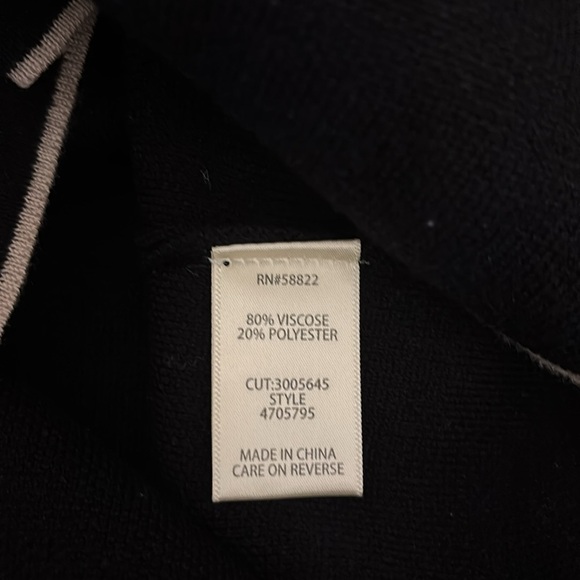 RN#58822
80% VISCOSE
20% POLYESTER
CUT:3005645
STYLE
4705795
MADE IN CHINA
CARE ON REVERSE